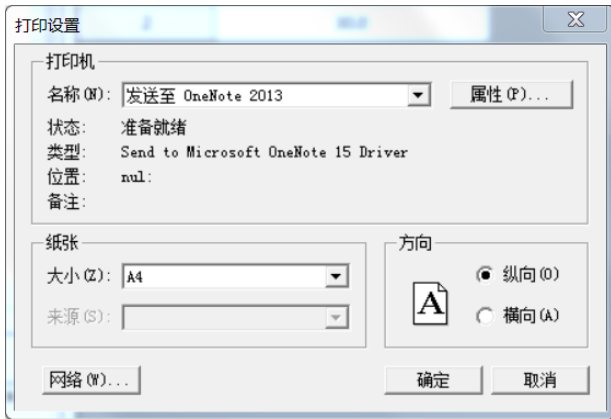 打印设置
打印机
名称(N): 发送至 OneNote 2013 属性(P)...
状态: 准备就绪
类型: Send to Microsoft OneNote 15 Driver
位置: nul:
备注:
纸张
大小(Z): A4
来源(S):
方向
A
纵向(O)
横向(A)
网络(W)...
确定
取消